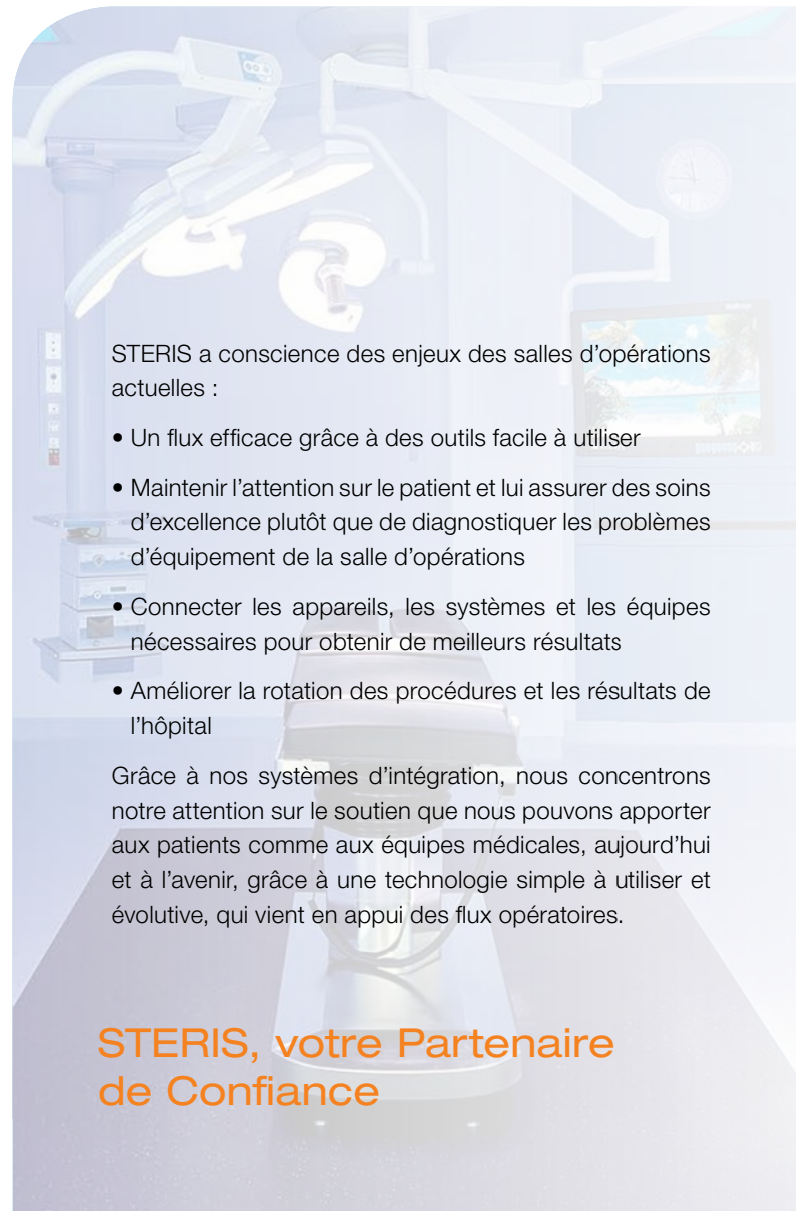 STERIS a conscience des enjeux des salles d’opérations
actuelles :
• Un flux efficace grâce à des outils facile à utiliser
• Maintenir l’attention sur le patient et lui assurer des soins
d’excellence plutôt que de diagnostiquer les problèmes
d’équipement de la salle d’opérations
• Connecter les appareils, les systèmes et les équipes
nécessaires pour obtenir de meilleurs résultats
• Améliorer la rotation des procédures et les résultats de
l’hôpital
Grâce à nos systèmes d’intégration, nous concentrons
notre attention sur le soutien que nous pouvons apporter
aux patients comme aux équipes médicales, aujourd’hui
et à l’avenir, grâce à une technologie simple à utiliser et
évolutive, qui vient en appui des flux opératoires.
STERIS, votre Partenaire
de Confiance